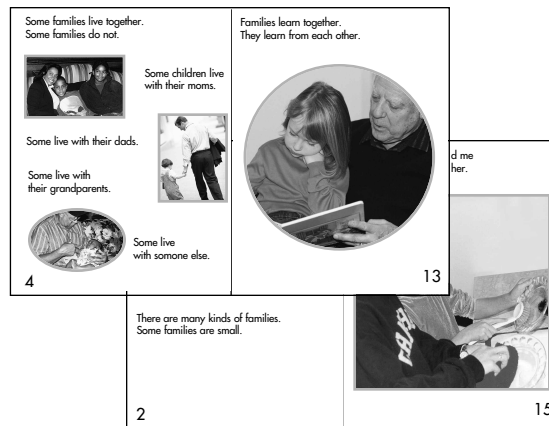 Some families live together.
Some families do not.
Some children live
with their moms.
Some live with their dads.
Some live with
their grandparents.
Some live
with somone else.
4
Families learn together.
They learn from each other.
13
d me
her.
15
There are many kinds of families.
Some families are small.
2